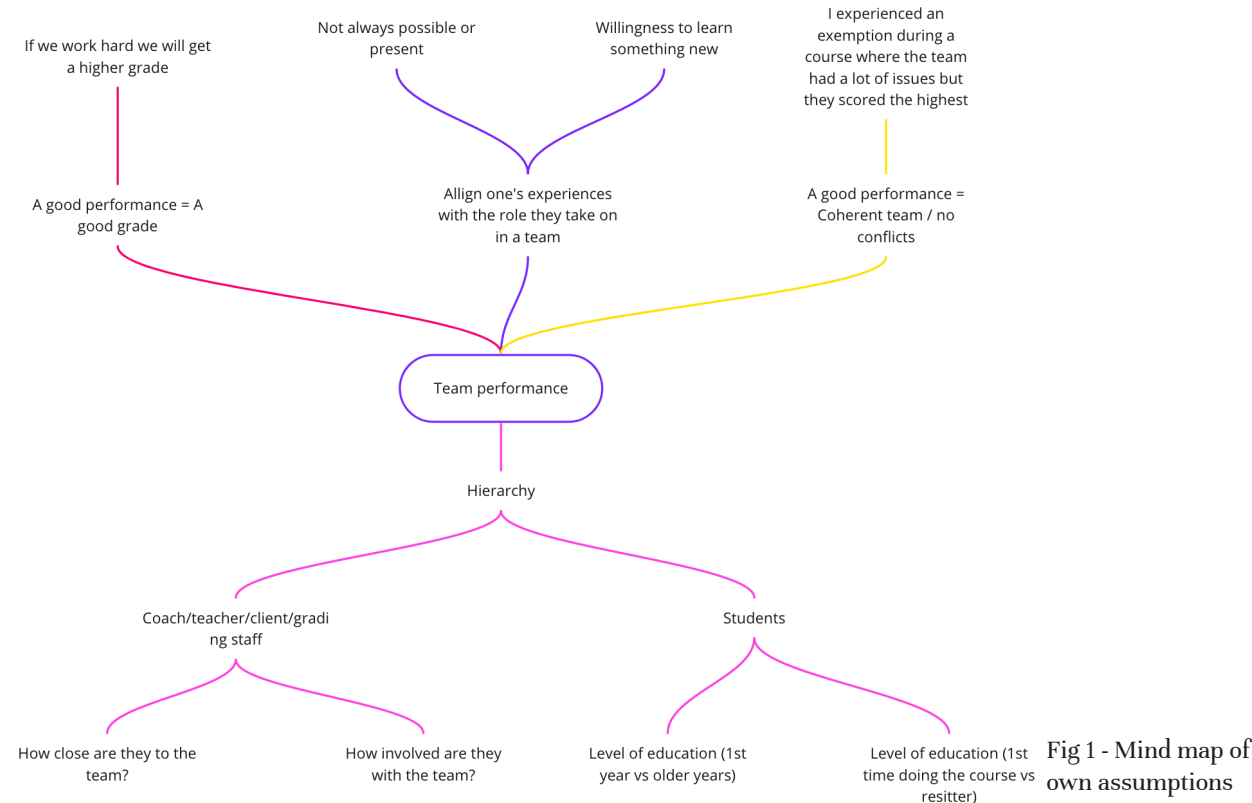 If we work hard we will get
a higher grade
Not always possible or
present
Willingness to learn
something new
I experienced an
exemption during a
course where the team
had a lot of issues but
they scored the highest
A good performance = A
good grade
Allign one's experiences
with the role they take on
in a team
A good performance =
Coherent team / no
conflicts
Team performance
Hierarchy
Coach/teacher/client/gradi
ng staff
Students
How close are they to the
team?
How involved are they
with the team?
Level of education (1st
year vs older years)
Level of education (1st
time doing the course vs
resitter)
Fig 1 - Mind map of
own assumptions